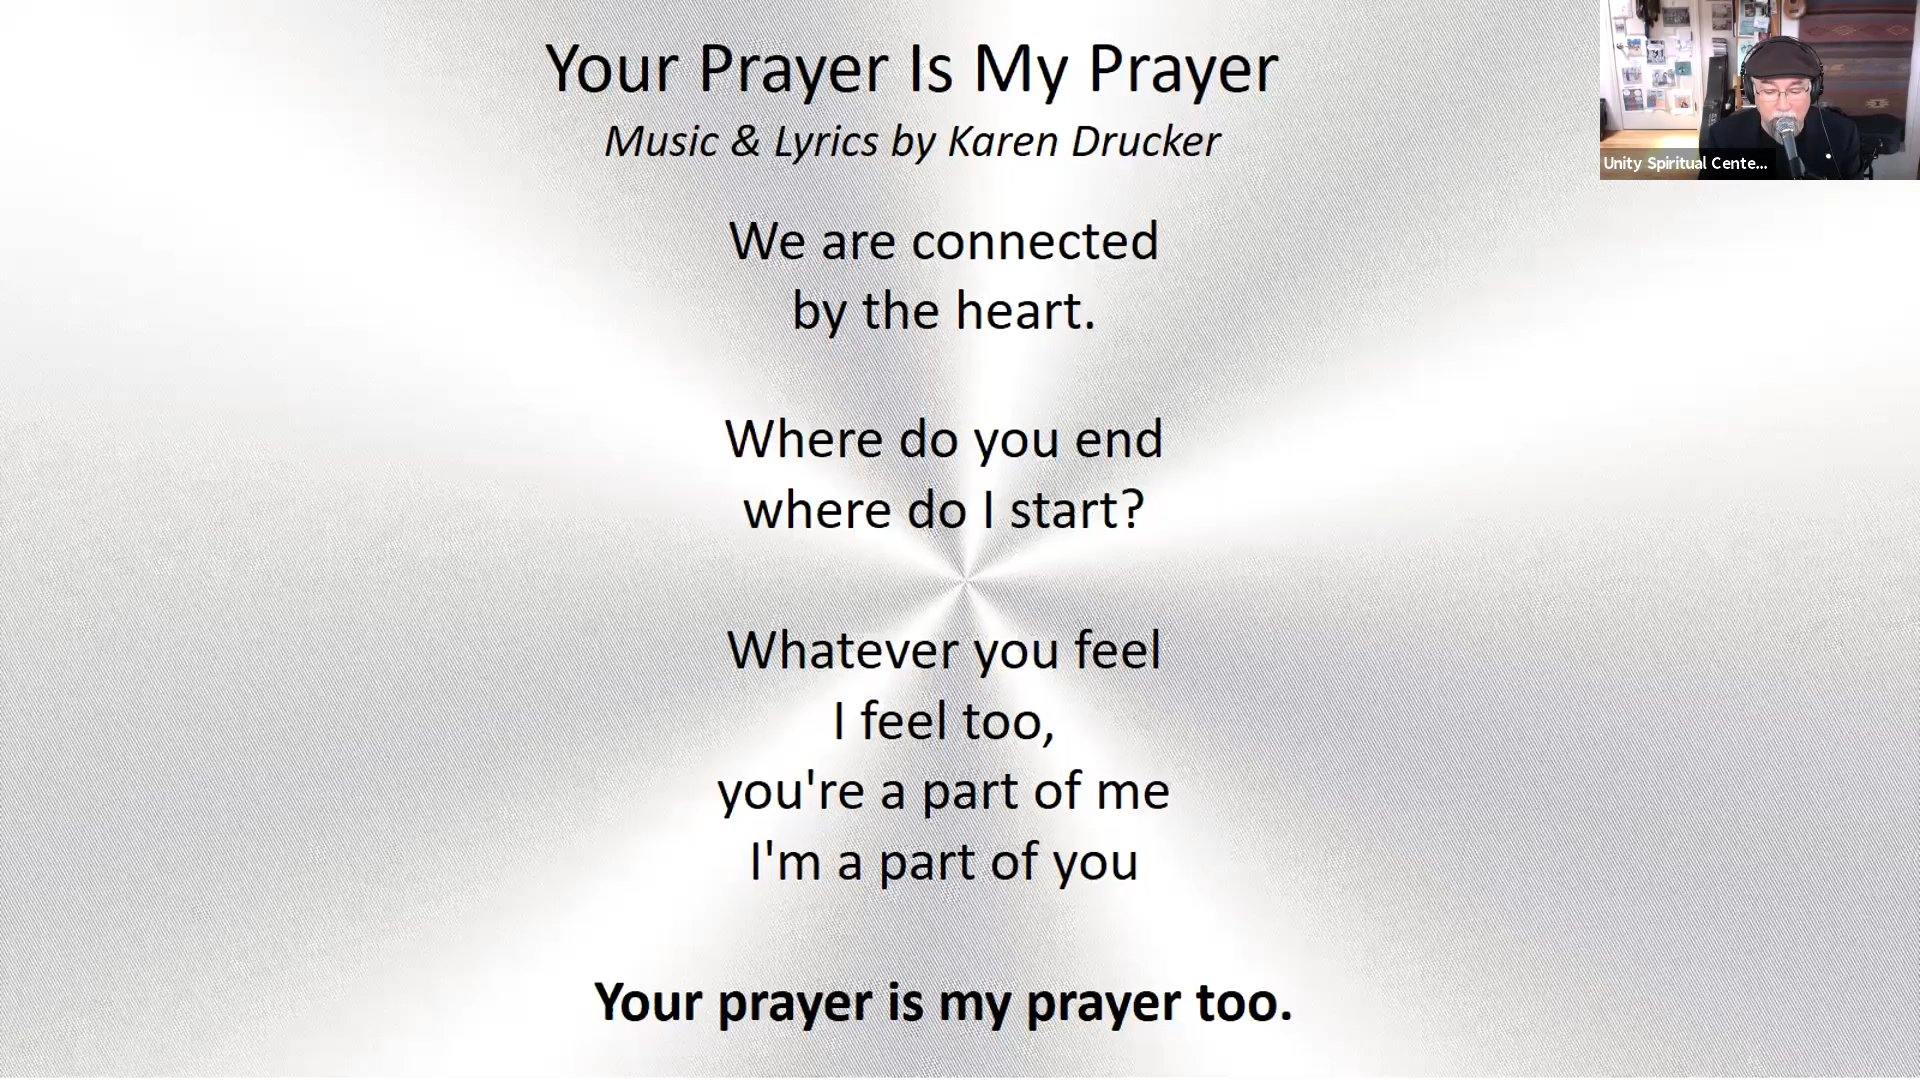 Your Prayer Is My Prayer
Music & Lyrics by Karen Drucker
We are connected
by the heart.
Where do you end
where do I start?
Whatever you feel
I feel too,
you're a part of me
I'm a part of you
Your prayer is my prayer too.
Unity Spiritual Cente...